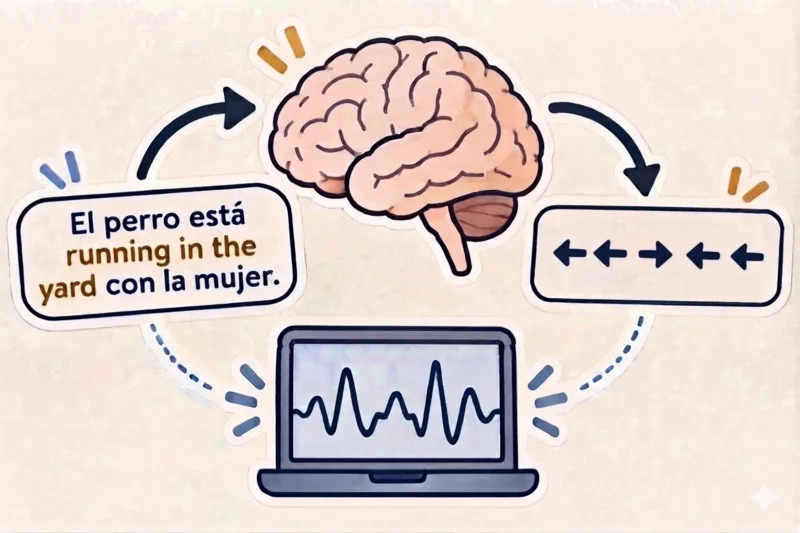 El perro está
running in the
yard con la mujer.